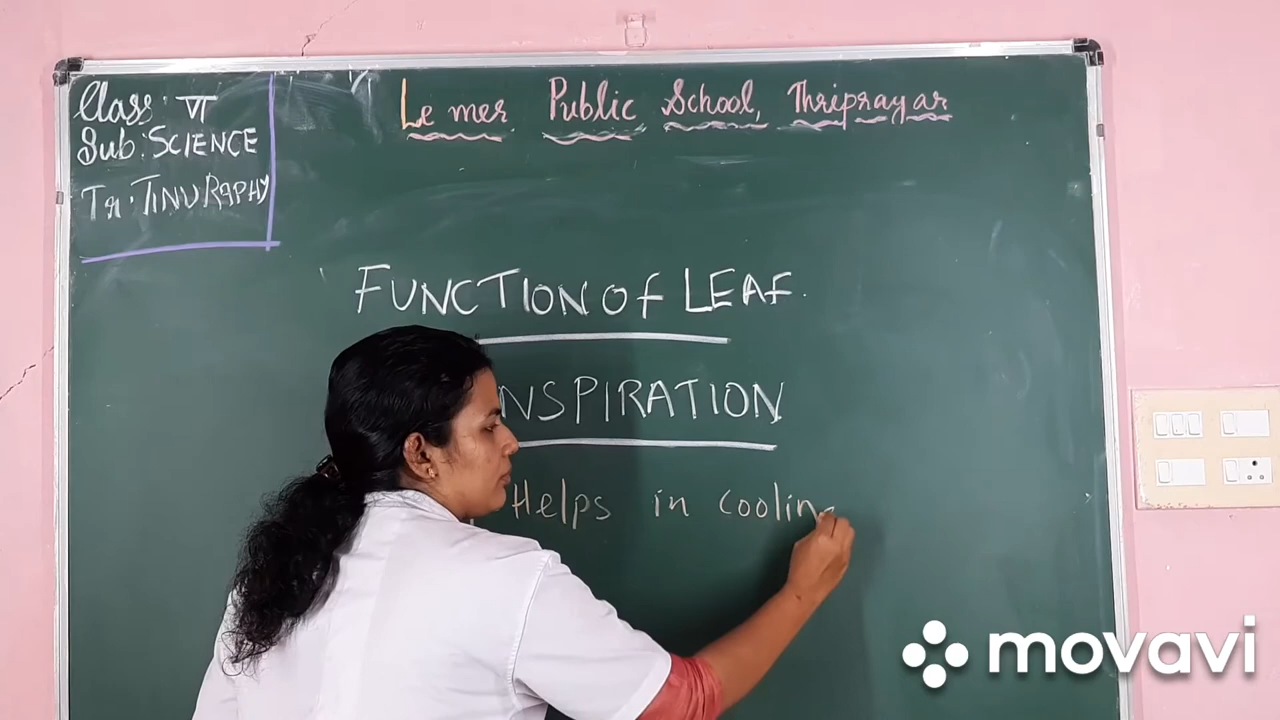 Class: VI
Sub: SCIENCE
Tr. TINU RAPHY
Le mer Public School, Thriprayar
FUNCTION Of LEAf.
NSPIRATION
Helps in coolin
movavi